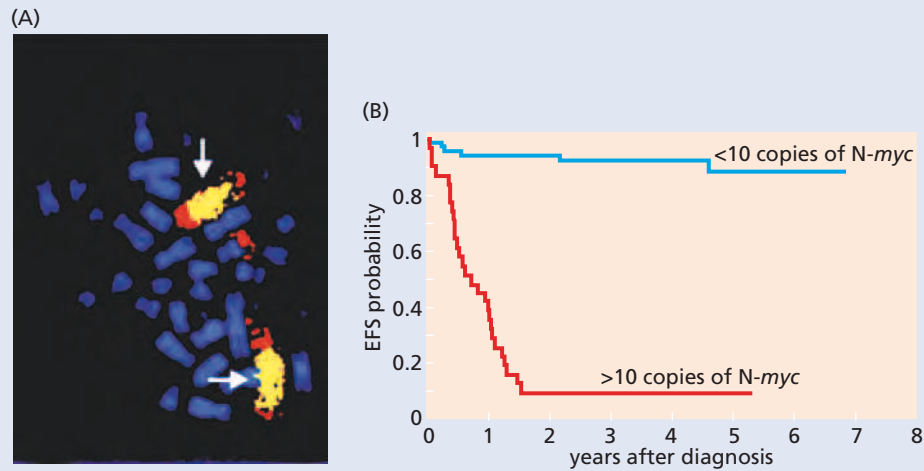 (A)
(B)
EFS probability
1
0.8
0.6
0.4
0.2
0
<10 copies of N-myc
>10 copies of N-myc
0 1 2 3 4 5 6 7 8
years after diagnosis